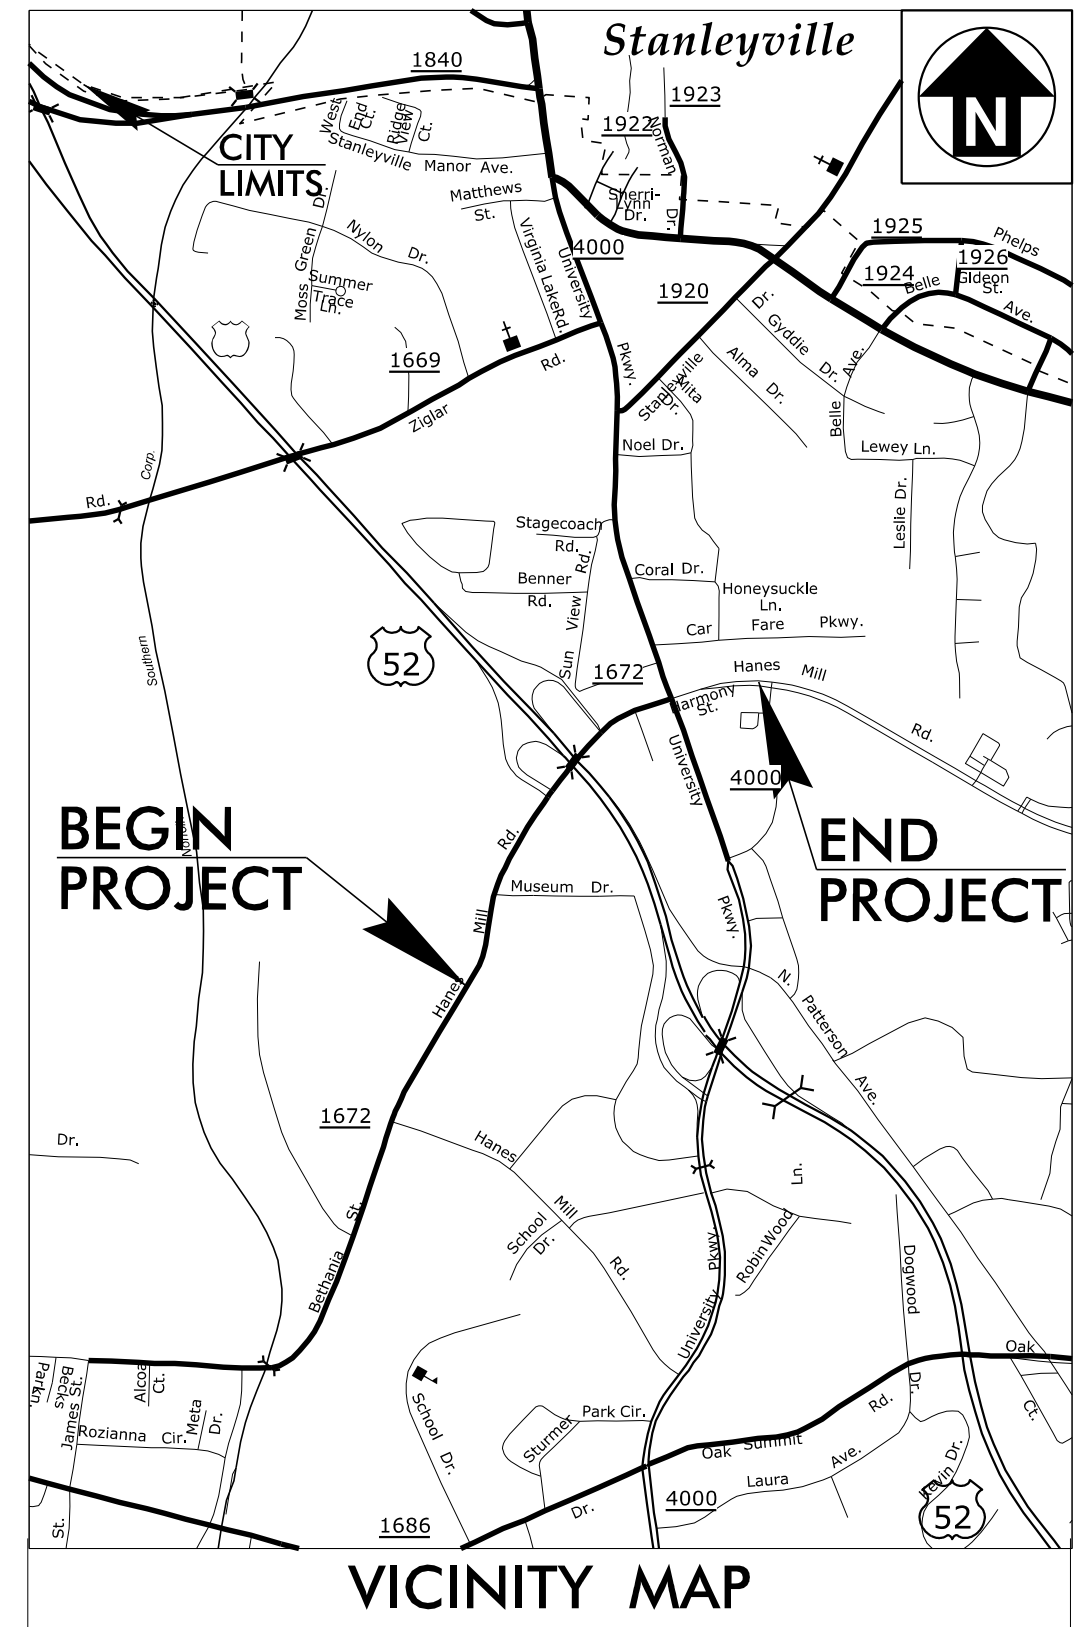 Stanleyville
N
1840
1923
1922
Norman
Dr.
CITY
LIMITS
West
End
Ct.
Ridge
View
Ct.
Stanleyville Manor Ave.
Matthews
St.
Sherri-
Lynn
Dr.
4000
1925
Phelps
1926
1924
Gideon
St.
Belle
Ave.
1920
Moss Green Dr.
Nylon Dr.
Summer
Trace
Ln.
Virginia Lake Rd.
University
Pkwy.
1669
Ziglar
Rd.
Rd.
Stanleyville
Dr.
Mita
Dr.
Gyddie
Dr.
Alma Dr.
Belle Ave.
Noel Dr.
Lewey Ln.
Leslie Dr.
Corp.
Southern
Norfolk
Stagecoach
Rd.
Benner
Rd.
Sun View Rd.
Coral Dr.
Honeysuckle
Ln.
Car Fare Pkwy.
52
1672
Hanes Mill
Rd.
Harmony
St.
University
4000
BEGIN
PROJECT
END
PROJECT
Rd.
Mill
Hanes
Museum Dr.
Pkwy.
N.
Patterson
Ave.
1672
Dr.
Hanes
Mill
Rd.
School
Dr.
Ln.
RobinWood
Pkwy.
University
Dogwood
Dr.
Bethania
St.
Oak
Ct.
Parkn.
Becks
James St.
Alcoa
Ct.
Meta
Dr.
Rozianna Cir.
School Dr.
Park Cir.
Sturmer
Rd.
Oak Summit
Ave.
Laura
Kevin Dr.
St.
1686
Dr.
4000
52
VICINITY MAP